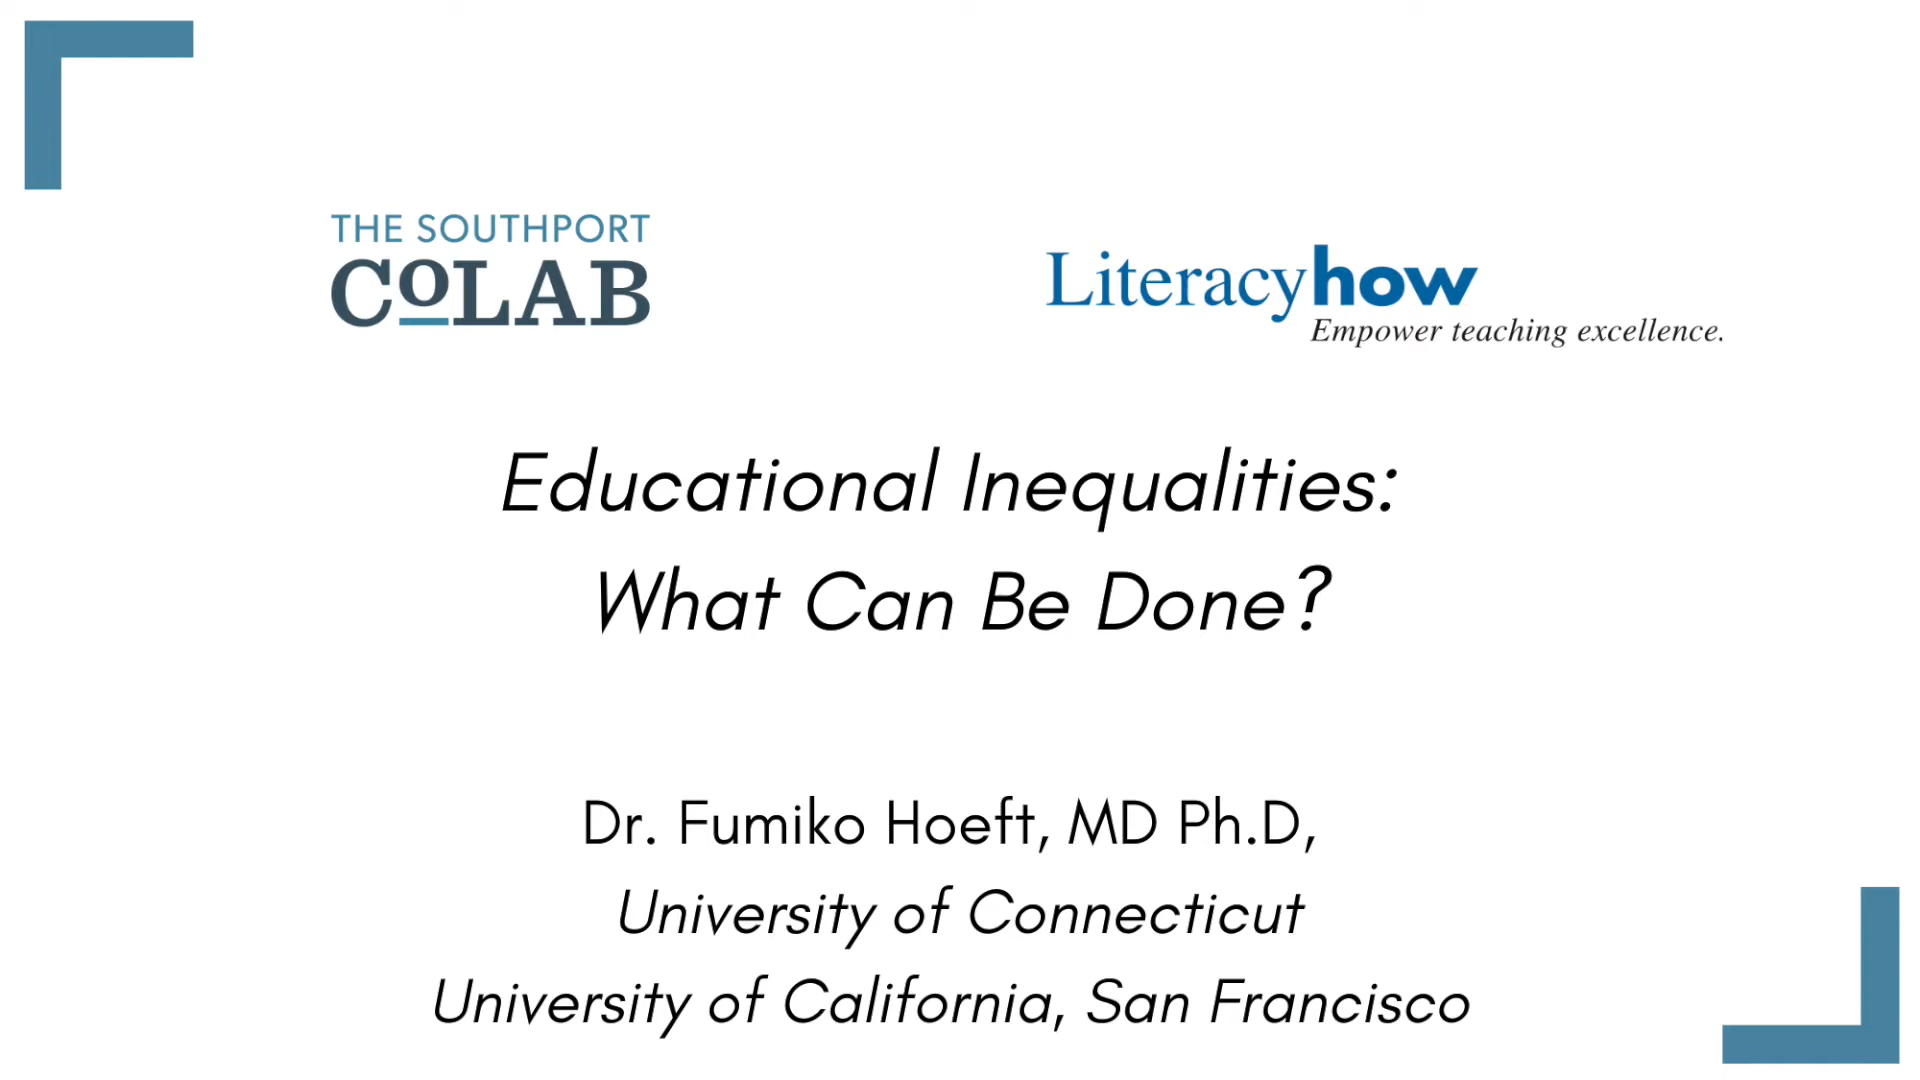 THE SOUTHPORT
CoLAB
Literacyhow
Empower teaching excellence.
Educational Inequalities:
What Can Be Done?
Dr. Fumiko Hoeft, MD Ph.D,
University of Connecticut
University of California, San Francisco